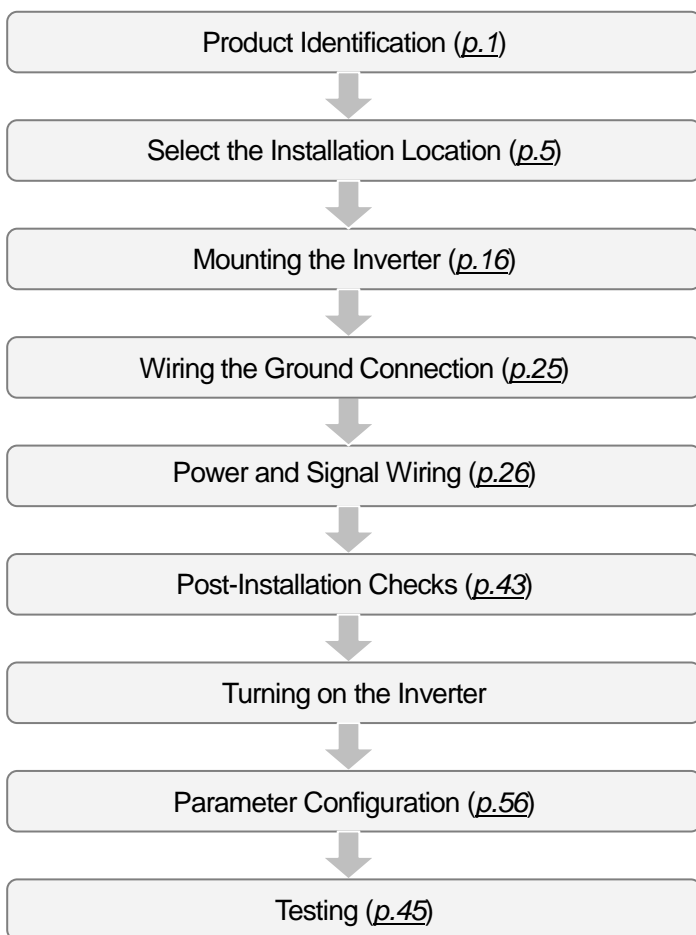 Product Identification (p.1)
Select the Installation Location (p.5)
Mounting the Inverter (p.16)
Wiring the Ground Connection (p.25)
Power and Signal Wiring (p.26)
Post-Installation Checks (p.43)
Turning on the Inverter
Parameter Configuration (p.56)
Testing (p.45)